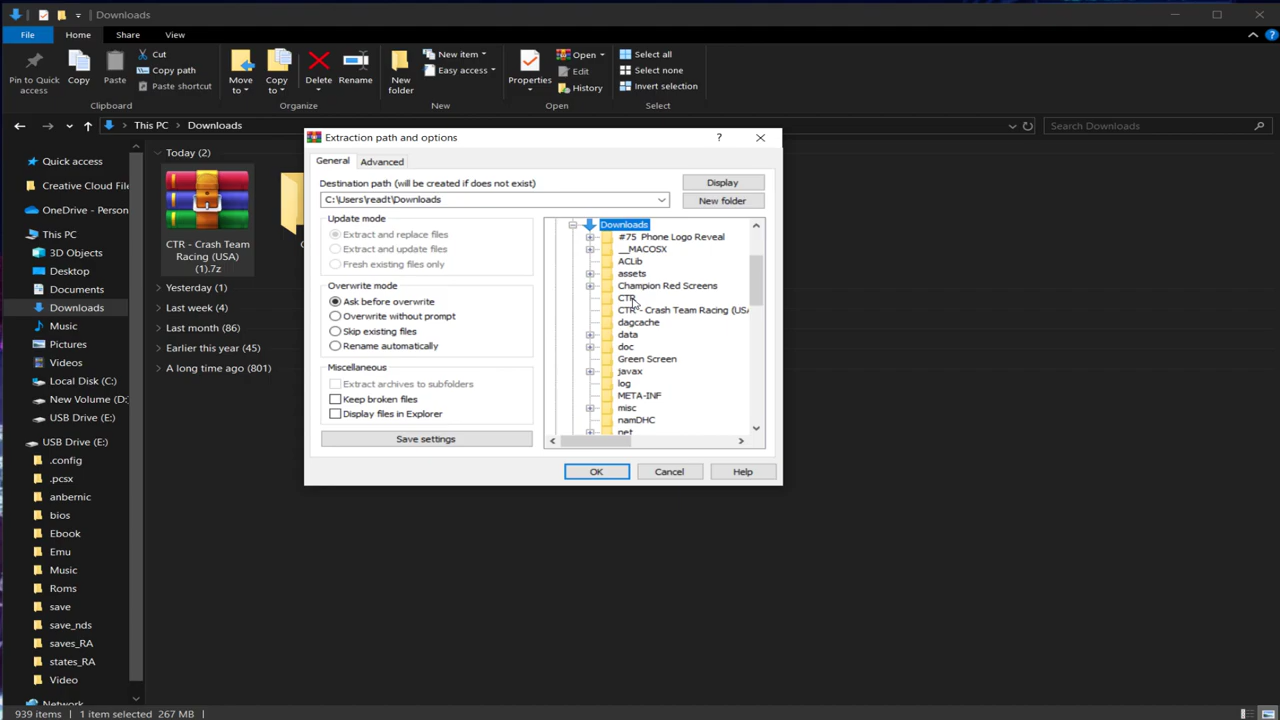 Downloads
File
Home
Share
View
Pin to Quick access
Copy
Paste
Cut
Copy path
Paste shortcut
Clipboard
Move to
Copy to
Delete
Rename
Organize
New folder
New item
Easy access
New
Properties
Open
Edit
History
Open
Select all
Select none
Invert selection
Select
This PC > Downloads
Search Downloads
Quick access
Creative Cloud File
OneDrive - Person
This PC
3D Objects
Desktop
Documents
Downloads
Music
Pictures
Videos
Local Disk (C:)
New Volume (D:
USB Drive (E:)
USB Drive (E:)
.config
.pcsx
anbernic
bios
Ebook
Emu
Music
Roms
save
save_nds
saves_RA
states_RA
Video
Network
Today (2)
CTR - Crash Team
Racing (USA)
(1).7z
Yesterday (1)
Last week (4)
Last month (86)
Earlier this year (45)
A long time ago (801)
Extraction path and options
?
General
Advanced
Destination path (will be created if does not exist)
C:\Users\readt\Downloads
Display
New folder
Update mode
Extract and replace files
Extract and update files
Fresh existing files only
Overwrite mode
Ask before overwrite
Overwrite without prompt
Skip existing files
Rename automatically
Miscellaneous
Extract archives to subfolders
Keep broken files
Display files in Explorer
Save settings
Downloads
#75 Phone Logo Reveal
__MACOSX
ACLib
assets
Champion Red Screens
CTR
CTR - Crash Team Racing (USA
dagcache
data
doc
Green Screen
javax
log
META-INF
misc
namDHC
net
OK
Cancel
Help
939 items
1 item selected 267 MB